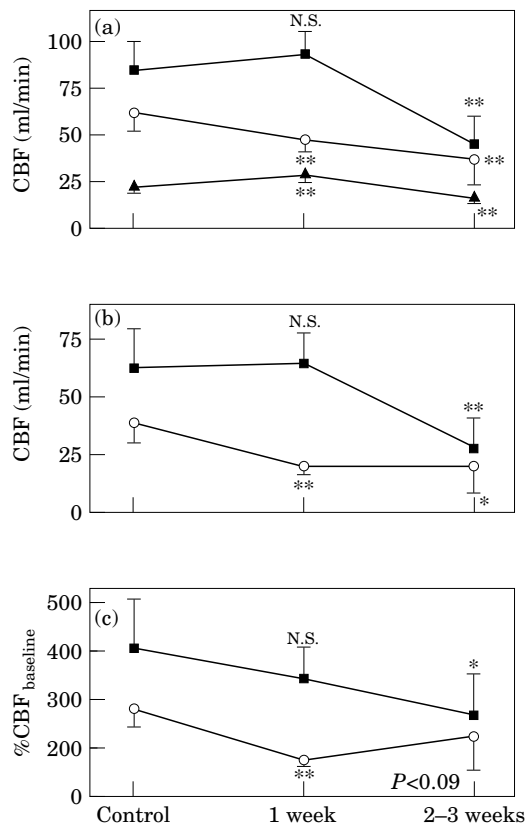 (a)
N.S.
100
75
50
25
0
CBF (ml/min)
**
**
**
**
**
(b)
N.S.
75
50
25
0
CBF (ml/min)
**
**
*
(c)
N.S.
500
400
300
200
0
%CBF baseline
*
**
P<0.09
Control 1 week 2–3 weeks